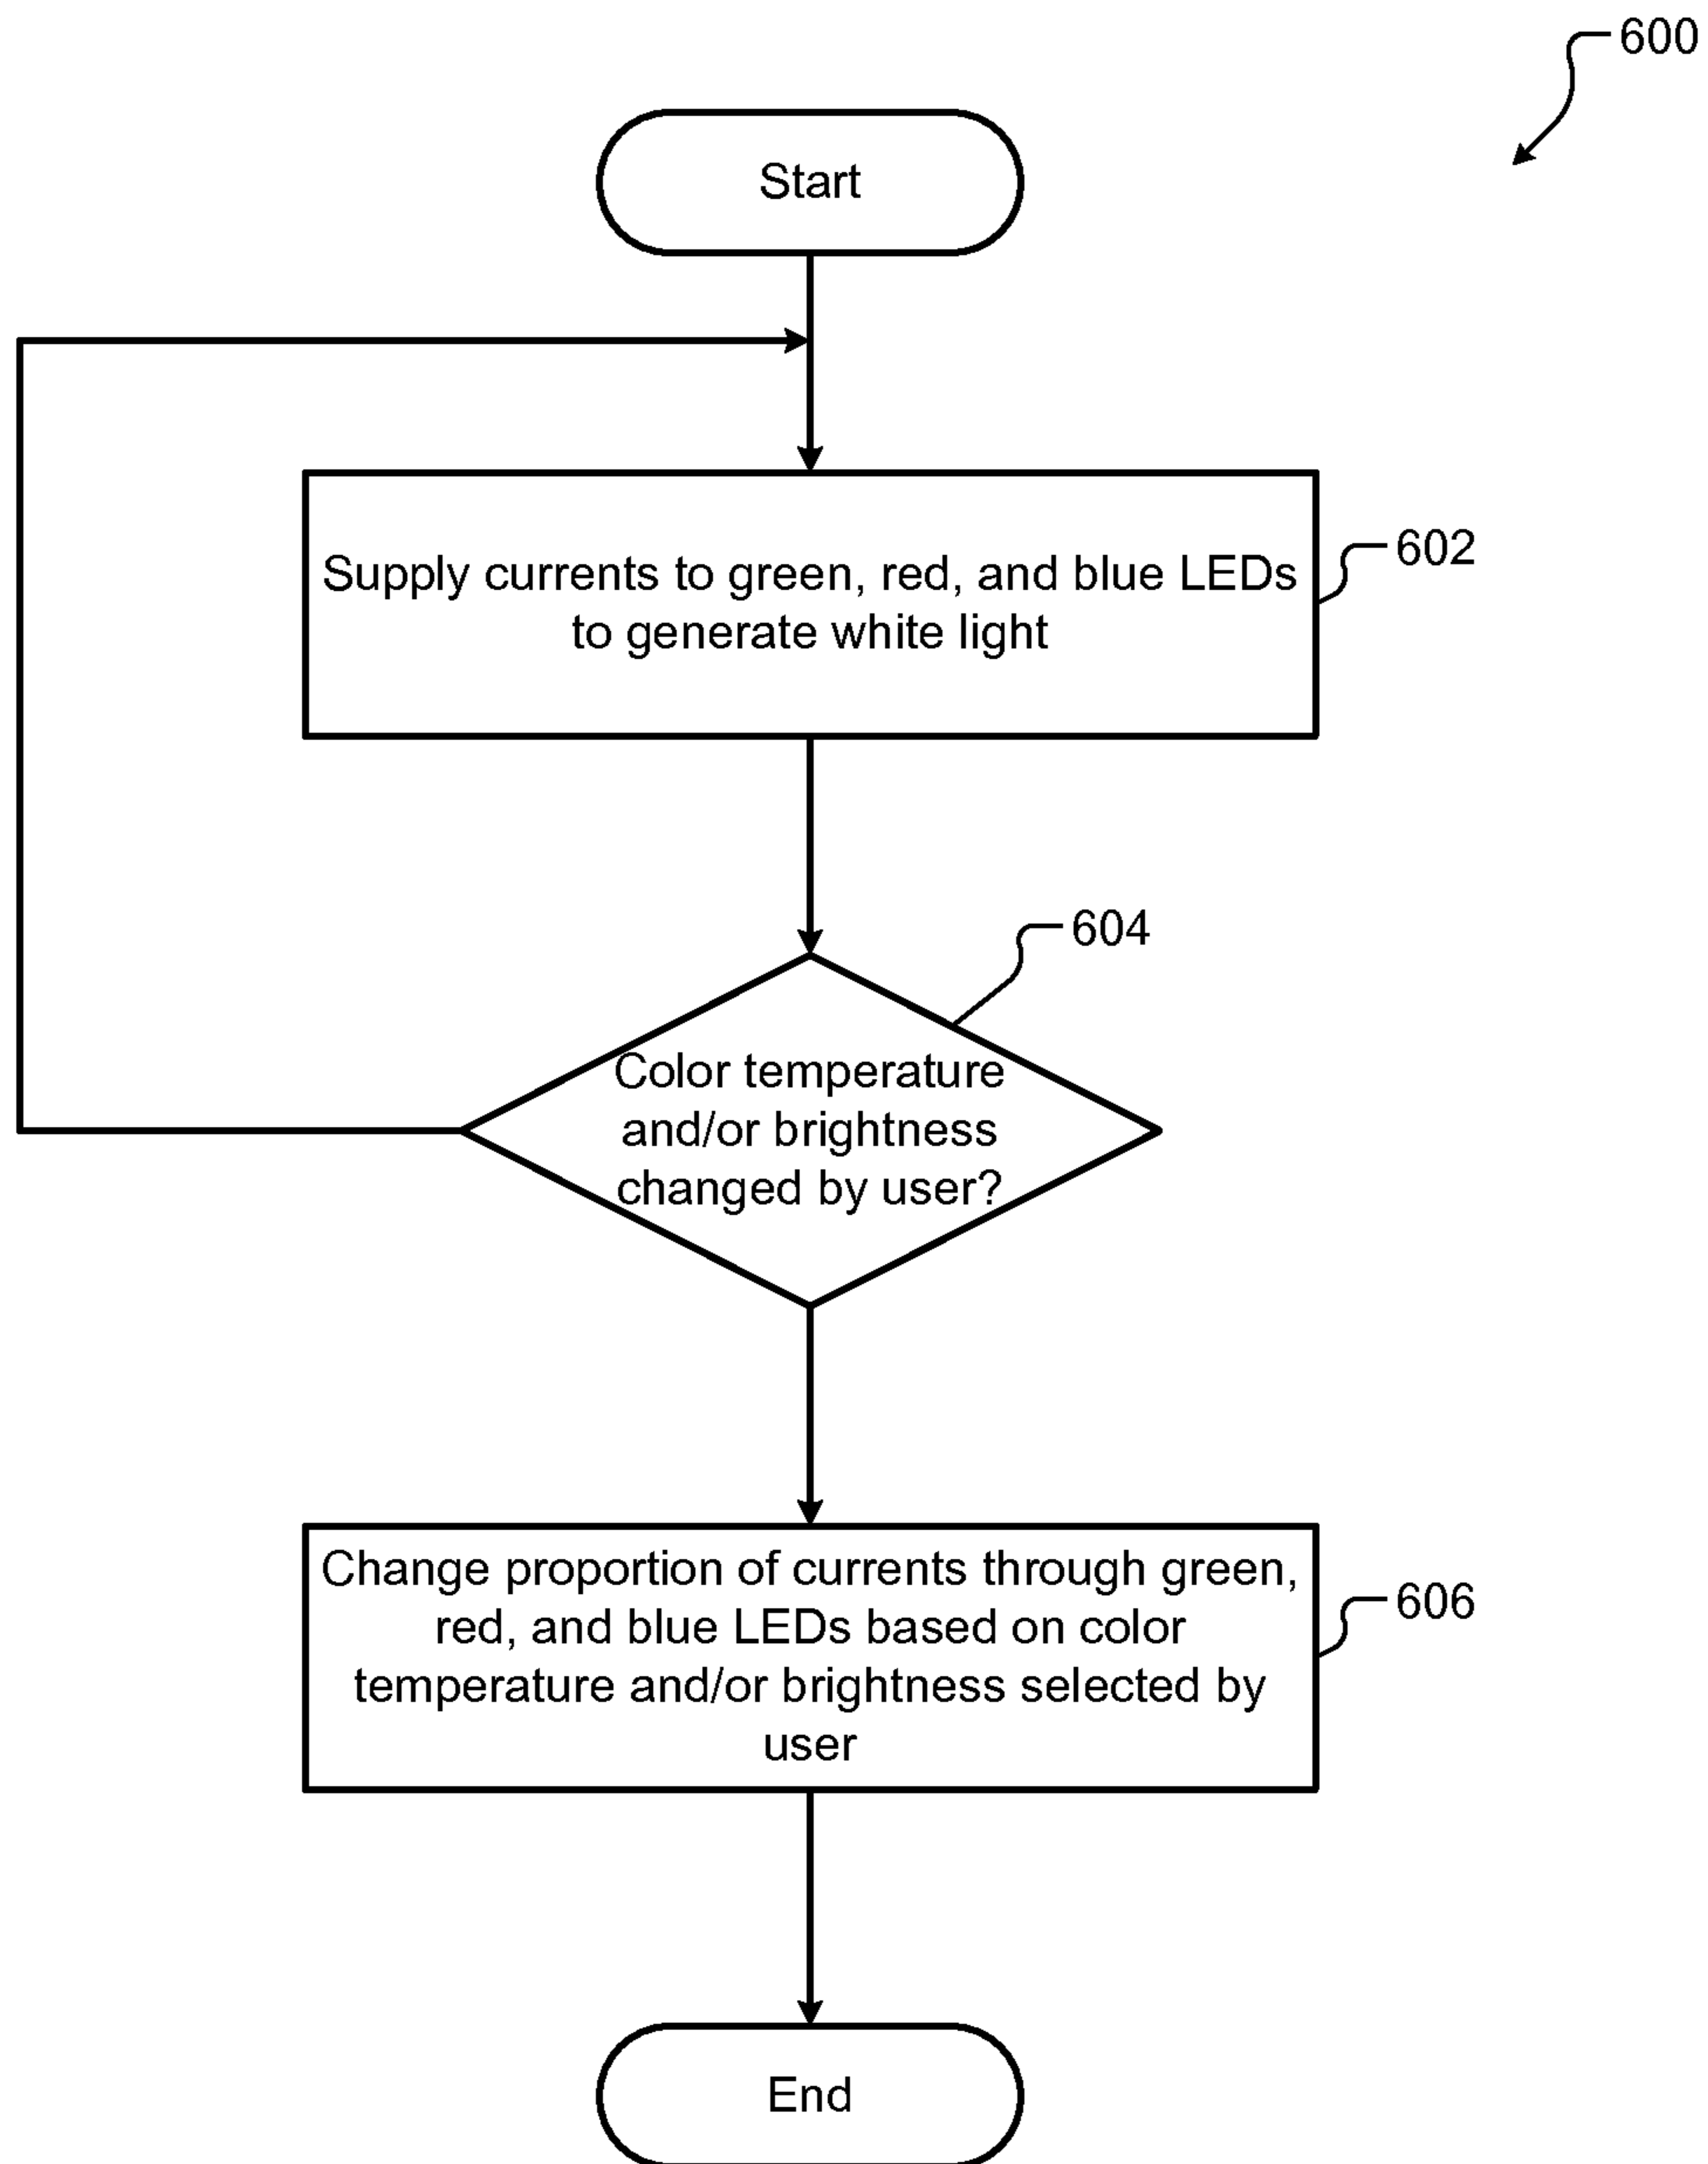 600
Start
Supply currents to green, red, and blue LEDs
to generate white light
602
604
Color temperature
and/or brightness
changed by user?
Change proportion of currents through green,
red, and blue LEDs based on color
temperature and/or brightness selected by
user
606
End